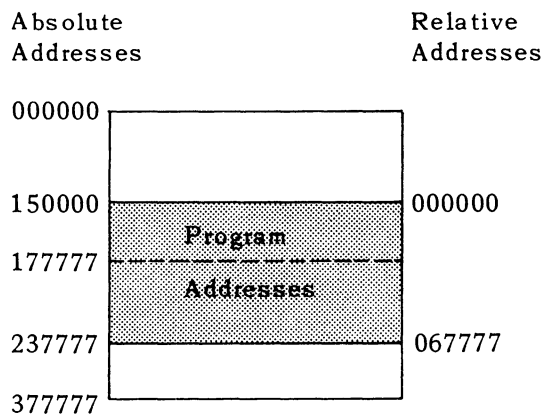 Absolute Addresses
Relative Addresses
000000
150000
000000
Program
177777
Addresses
237777
067777
377777